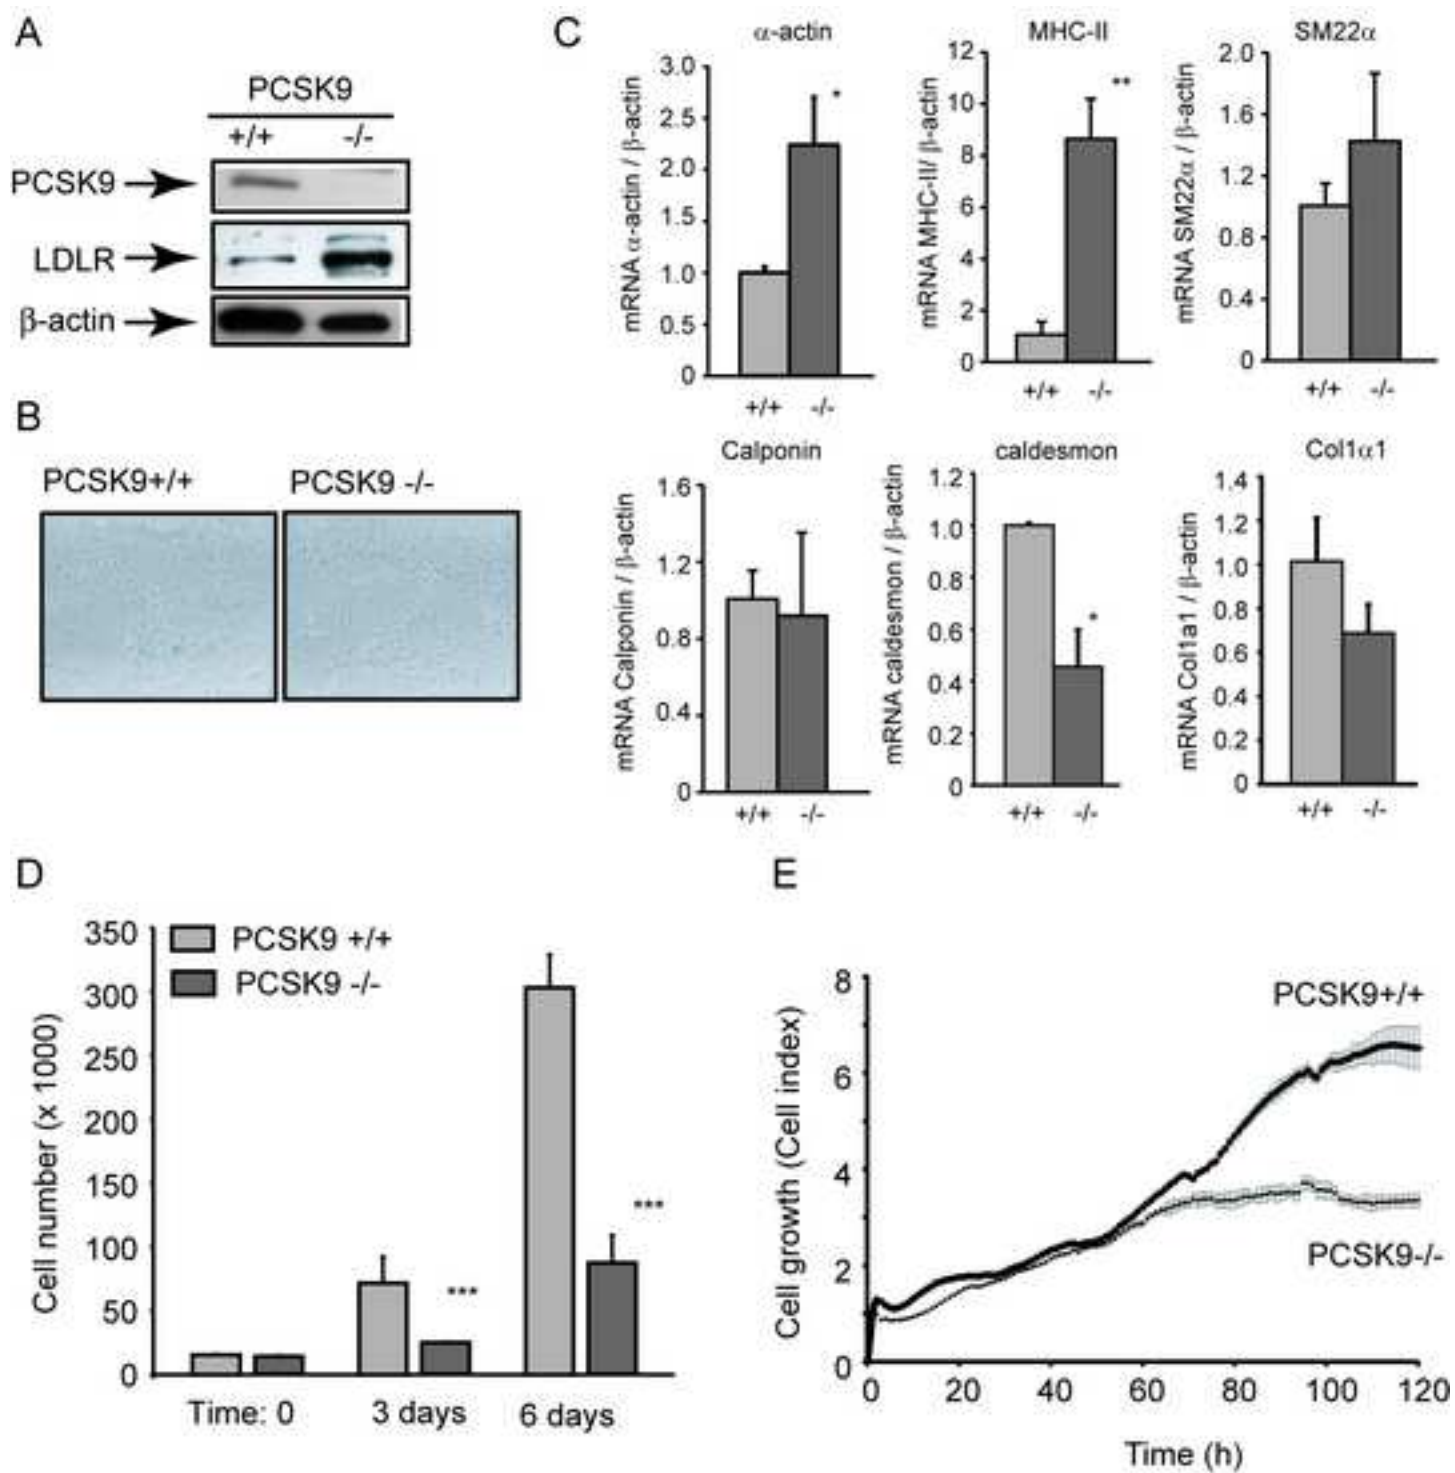 A
PCSK9
+/+ -/-
PCSK9
LDLR
β-actin
B
PCSK9+/+ PCSK9 -/-
C
α-actin
mRNA α-actin / β-actin
3.0
2.5
2.0
1.5
1.0
0.5
0
*
+/+ -/-
MHC-II
mRNA MHC-II/ β-actin
12
10
8
6
4
2
0
**
+/+ -/-
SM22α
mRNA SM22α / β-actin
2.0
1.6
1.2
0.8
0.4
0
+/+ -/-
Calponin
mRNA Calponin / β-actin
1.6
1.2
0.8
0.4
0
+/+ -/-
caldesmon
mRNA caldesmon / β-actin
1.2
1.0
0.8
0.6
0.4
0.2
0
*
+/+ -/-
Col1α1
mRNA Col1a1 / β-actin
1.4
1.2
1.0
0.8
0.6
0.4
0.2
0
+/+ -/-
D
Cell number (x 1000)
350
300
250
200
150
100
50
0
PCSK9 +/+
PCSK9 -/-
***
***
Time: 0 3 days 6 days
E
Cell growth (Cell index)
8
6
4
2
0
PCSK9+/+
PCSK9-/-
0 20 40 60 80 100 120
Time (h)